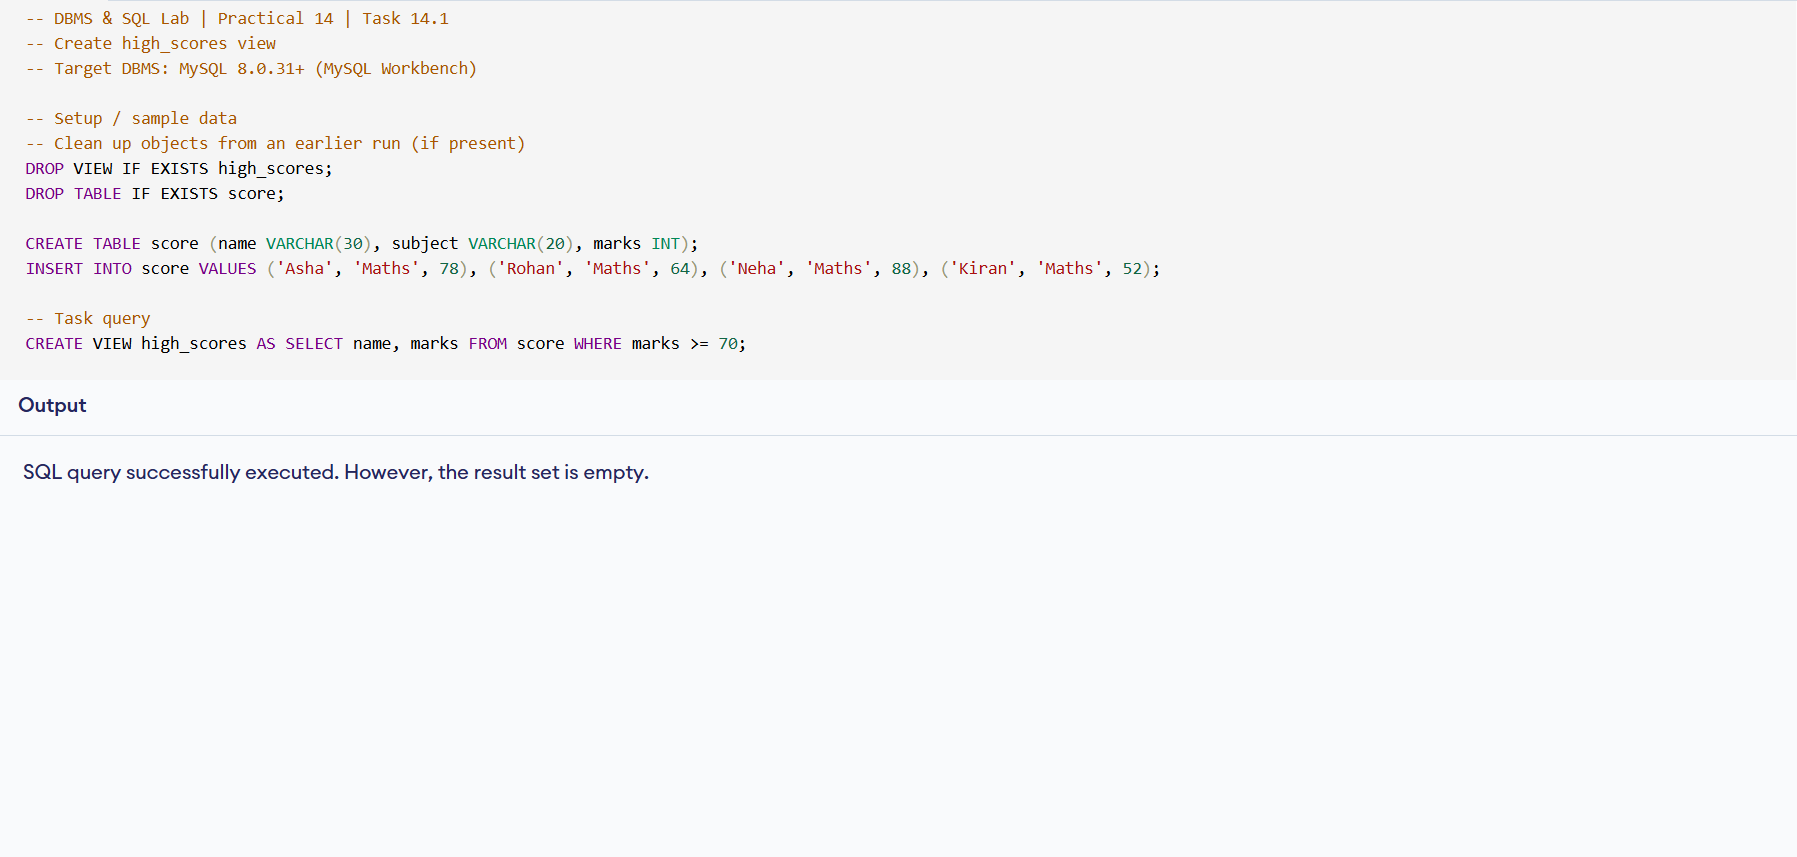 -- DBMS & SQL Lab | Practical 14 | Task 14.1
-- Create high_scores view
-- Target DBMS: MySQL 8.0.31+ (MySQL Workbench)
-- Setup / sample data
-- Clean up objects from an earlier run (if present)
DROP VIEW IF EXISTS high_scores;
DROP TABLE IF EXISTS score;
CREATE TABLE score (name VARCHAR(30), subject VARCHAR(20), marks INT);
INSERT INTO score VALUES ('Asha', 'Maths', 78), ('Rohan', 'Maths', 64), ('Neha', 'Maths', 88), ('Kiran', 'Maths', 52);
-- Task query
CREATE VIEW high_scores AS SELECT name, marks FROM score WHERE marks >= 70;
Output
SQL query successfully executed. However, the result set is empty.